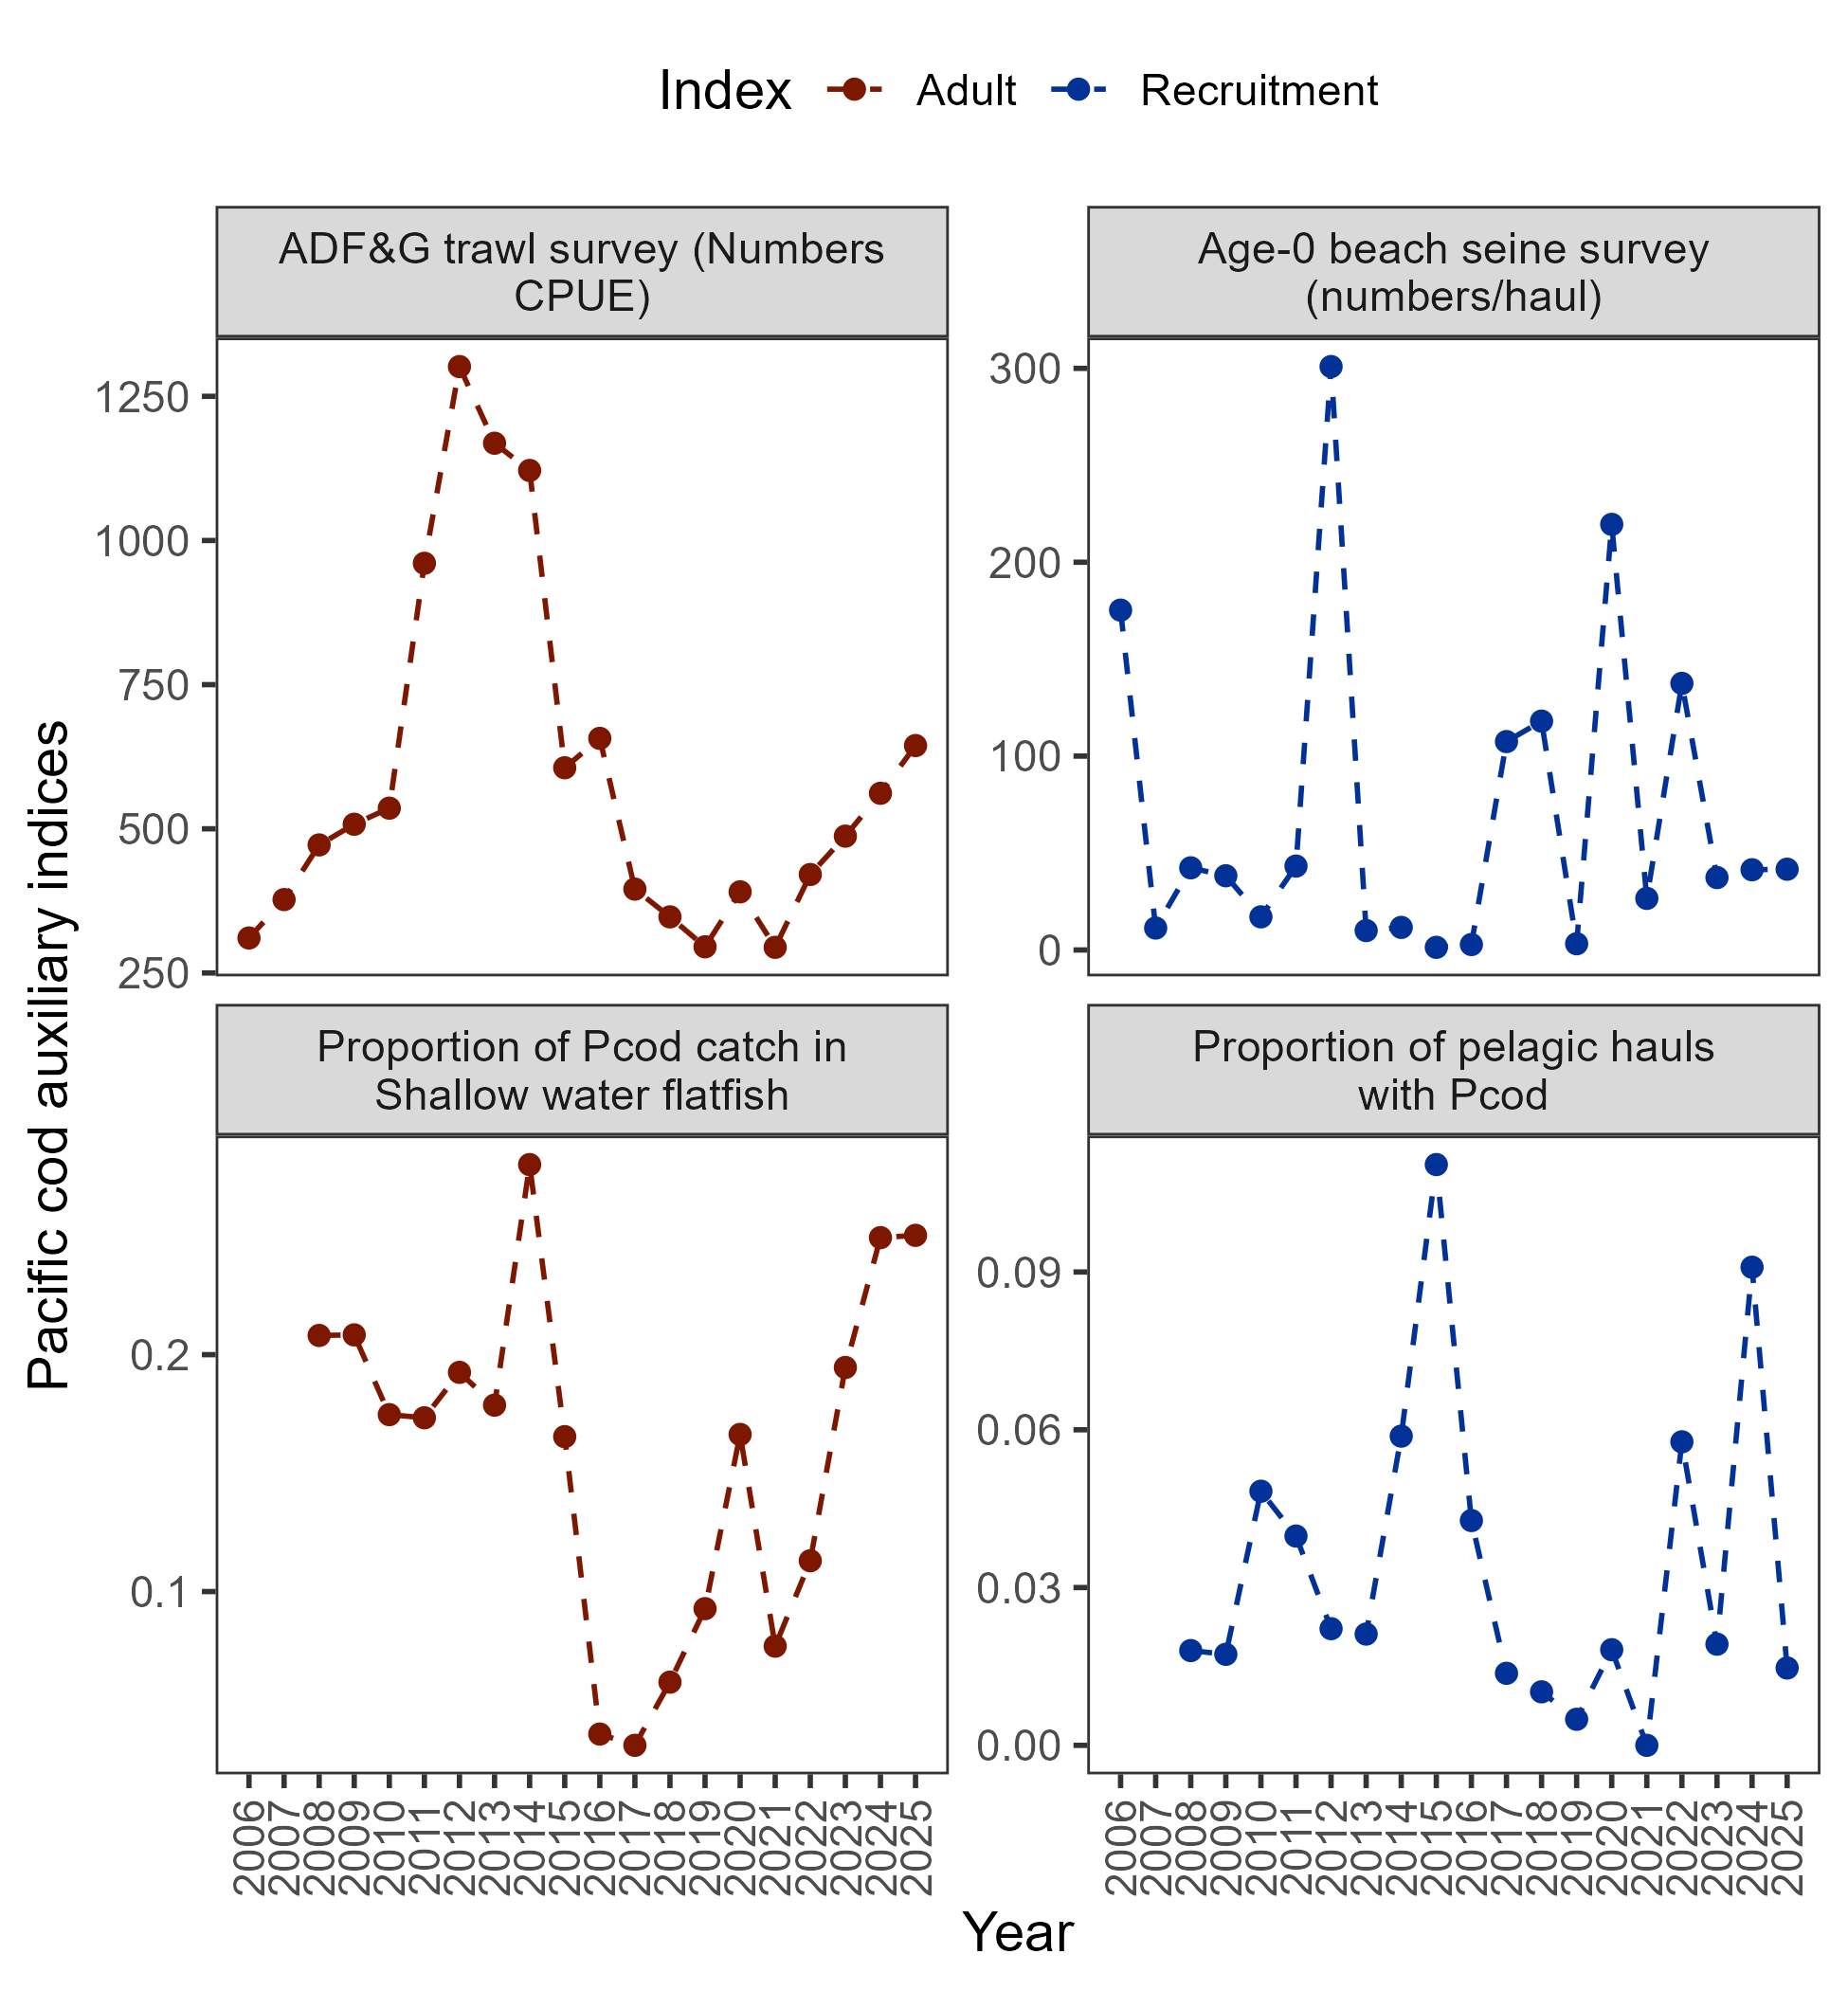 Index Adult Recruitment
ADF&G trawl survey (Numbers
CPUE)
Age-0 beach seine survey
(numbers/haul)
1250
1000
750
500
250
300
200
100
0
Pacific cod auxiliary indices
Proportion of Pcod catch in
Shallow water flatfish
Proportion of pelagic hauls
with Pcod
0.2
0.1
0.09
0.06
0.03
0.00
2006 2007 2008 2009 2010 2011 2012 2013 2014 2015 2016 2017 2018 2019 2020 2021 2022 2023 2024 2025
2006 2007 2008 2009 2010 2011 2012 2013 2014 2015 2016 2017 2018 2019 2020 2021 2022 2023 2024 2025
Year